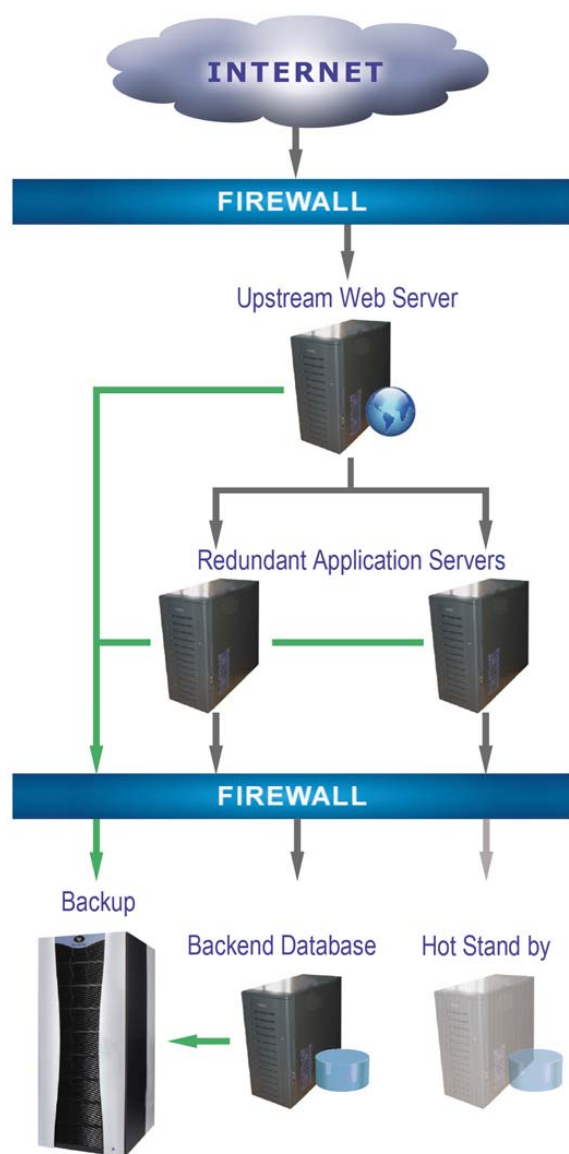 INTERNET
FIREWALL
Upstream Web Server
Redundant Application Servers
FIREWALL
Backup
Backend Database
Hot Stand by